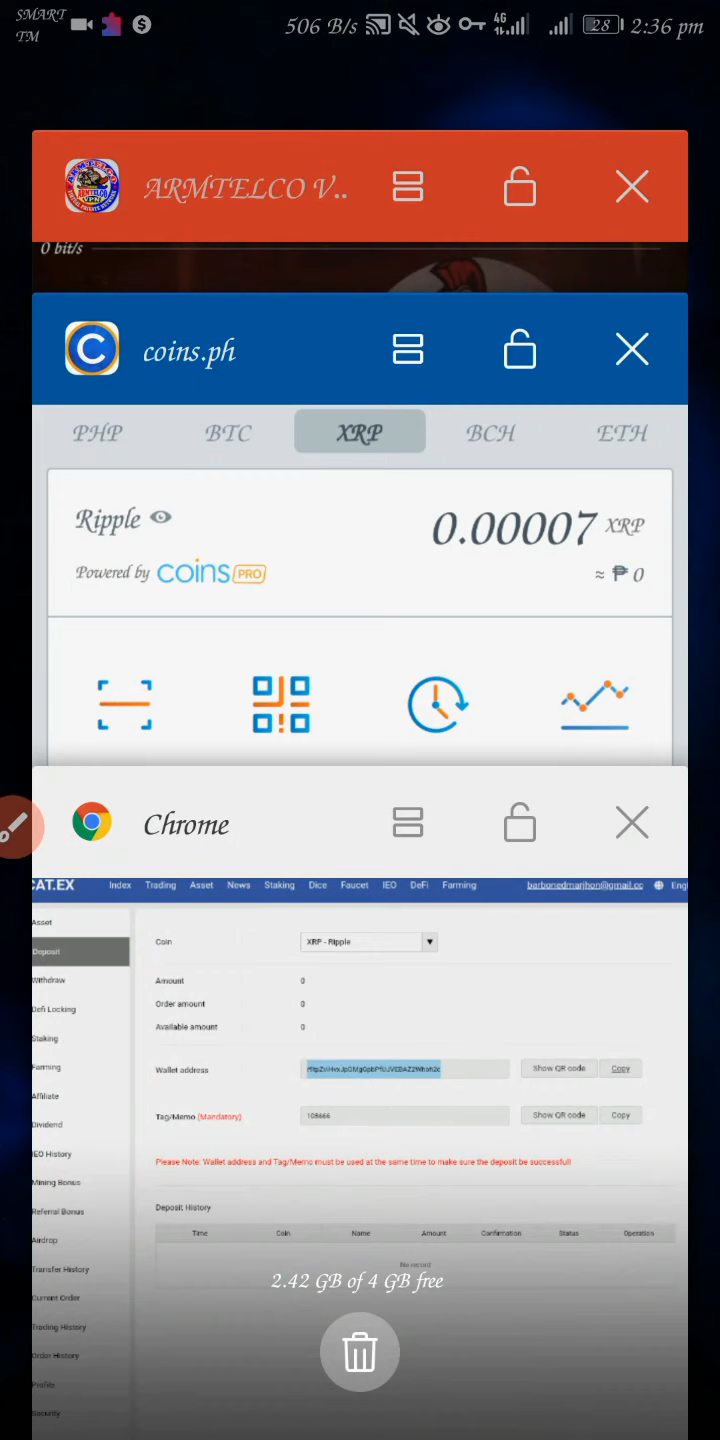 SMART 506 B/s 4G 28 2:36 pm
TM
ARMTELCO V..
0 bit/s
coins.ph
PHP BTC XRP BCH ETH
Ripple 0.00007 XRP
Powered by coins PRO ≈ ₱ 0
Chrome
CAT.EX Index Trading Asset News Staking Dice Faucet IEO DeFi Farming barbonedmarjhon@gmail.cc Engl
Asset
Coin XRP - Ripple
Deposit
Withdraw Amount 0
Order amount 0
Defi Locking
Available amount 0
Staking
Farming Wallet address Show QR code Copy
Affiliate
Tag/Memo (Mandatory) 108666 Show QR code Copy
Dividend
IEO History
Please Note: Wallet address and Tag/Memo must be used at the same time to make sure the deposit be successful!
Mining Bonus
Referral Bonus Deposit History
Airdrop Time Coin Name Amount Confirmation Status Operation
Transfer History No record
2.42 GB of 4 GB free
Current Order
Trading History
Order History
Profile
Security